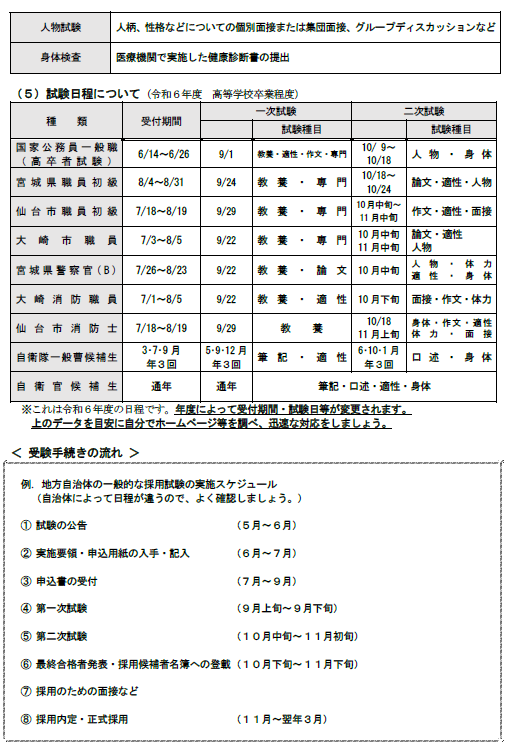 人物試験　人柄、性格などについての個別面接または集団面接、グループディスカッションなど
身体検査　医療機関で実施した健康診断書の提出
（５）試験日程について（令和６年度　高等学校卒業程度）
種　類　受付期間　一次試験　二次試験
試験種目　試験種目
国家公務員一般職（高卒者試験）　6/14～6/26　9/1　教養・適性・作文・専門　10/ 9～10/18　人物・身体
宮城県職員初級　8/4～8/31　9/24　教養・専門　10/18～10/24　論文・適性・人物
仙台市職員初級　7/18～8/19　9/29　教養・専門　10月中旬～11月中旬　作文・適性・面接
大崎市職員　7/3～8/5　9/22　教養・専門　10月中旬11月中旬　論文・適性人物
宮城県警察官(B)　7/26～8/23　9/22　教養・論文　10月中旬　人物・体力適性・身体
大崎消防職員　7/1～8/5　9/22　教養・適性　10月下旬　面接・作文・体力
仙台市消防士　7/18～8/19　9/29　教養　10/18 11月上旬　身体・作文・適性体力・面接
自衛隊一般曹候補生　3・7・9月年３回　5・9・12月年３回　筆記・適性　6・10・1月年３回　口述・身体
自衛官候補生　通年　通年　筆記・口述・適性・身体
※これは令和６年度の日程です。年度によって受付期間・試験日等が変更されます。
上のデータを目安に自分でホームページ等を調べ、迅速な対応をしましょう。
＜ 受験手続きの流れ ＞
例．地方自治体の一般的な採用試験の実施スケジュール
（自治体によって日程が違うので、よく確認しましょう。）
① 試験の公告　（５月～６月）
② 実施要領・申込用紙の入手・記入　（６月～７月）
③ 申込書の受付　（７月～９月）
④ 第一次試験　（９月上旬～９月下旬）
⑤ 第二次試験　（１０月中旬～１１月初旬）
⑥ 最終合格者発表・採用候補者名簿への登載（１０月下旬～１１月下旬）
⑦ 採用のための面接など
⑧ 採用内定・正式採用　（１１月～翌年３月）